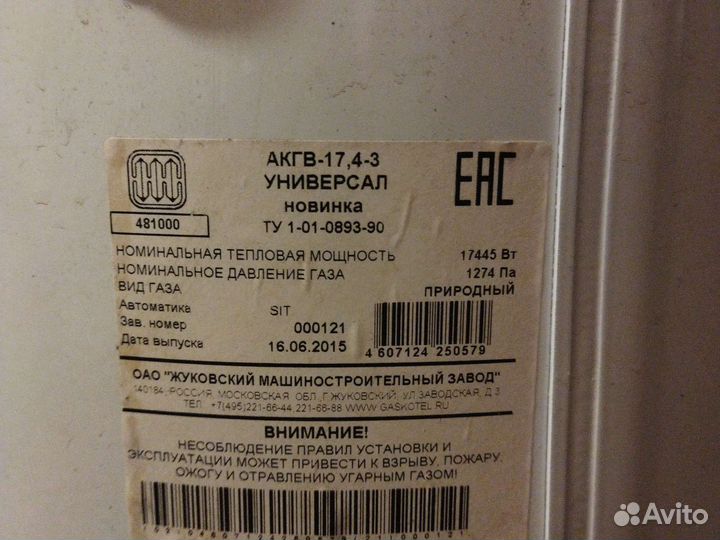 АКГВ-17,4-3
УНИВЕРСАЛ
новинка
ТУ 1-01-0893-90
EAC
481000
НОМИНАЛЬНАЯ ТЕПЛОВАЯ МОЩНОСТЬ 17445 Вт
НОМИНАЛЬНОЕ ДАВЛЕНИЕ ГАЗА 1274 Па
ВИД ГАЗА ПРИРОДНЫЙ
Автоматика SIT
Зав. номер 000121
Дата выпуска 16.06.2015
4 607124 250579
ОАО "ЖУКОВСКИЙ МАШИНОСТРОИТЕЛЬНЫЙ ЗАВОД"
140184, РОССИЯ, МОСКОВСКАЯ ОБЛ., Г.ЖУКОВСКИЙ, УЛ.ЗАВОДСКАЯ, Д.3
ТЕЛ. +7(495)221-66-44, 221-66-88 WWW.GASKOTEL.RU
ВНИМАНИЕ!
НЕСОБЛЮДЕНИЕ ПРАВИЛ УСТАНОВКИ И
ЭКСПЛУАТАЦИИ МОЖЕТ ПРИВЕСТИ К ВЗРЫВУ, ПОЖАРУ,
ОЖОГУ И ОТРАВЛЕНИЮ УГАРНЫМ ГАЗОМ!
Avito